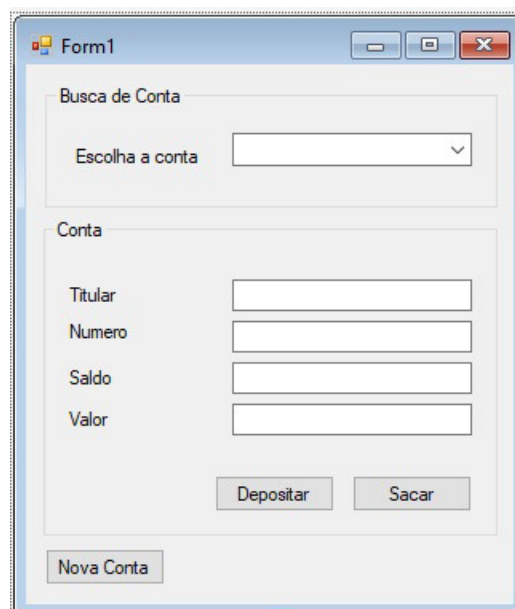 Form1
Busca de Conta
Escolha a conta
Conta
Titular
Numero
Saldo
Valor
Depositar Sacar
Nova Conta